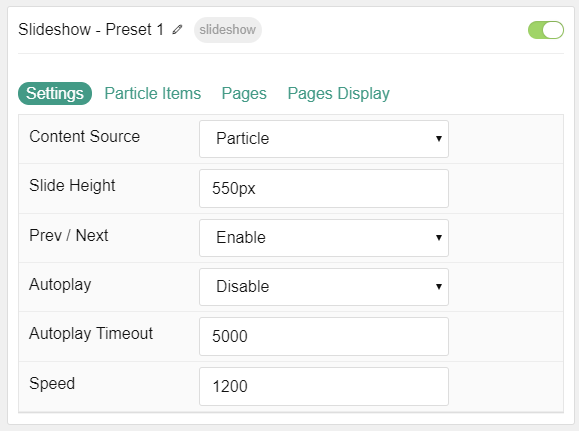 Slideshow - Preset 1 slideshow
Settings Particle Items Pages Pages Display
Content Source Particle
Slide Height 550px
Prev / Next Enable
Autoplay Disable
Autoplay Timeout 5000
Speed 1200